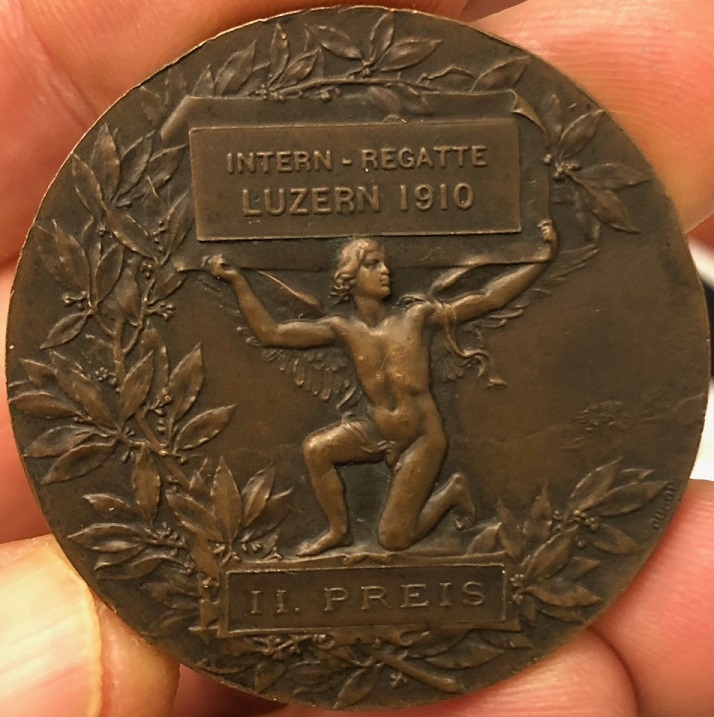 INTERN - REGATTE
LUZERN 1910
II. PREIS